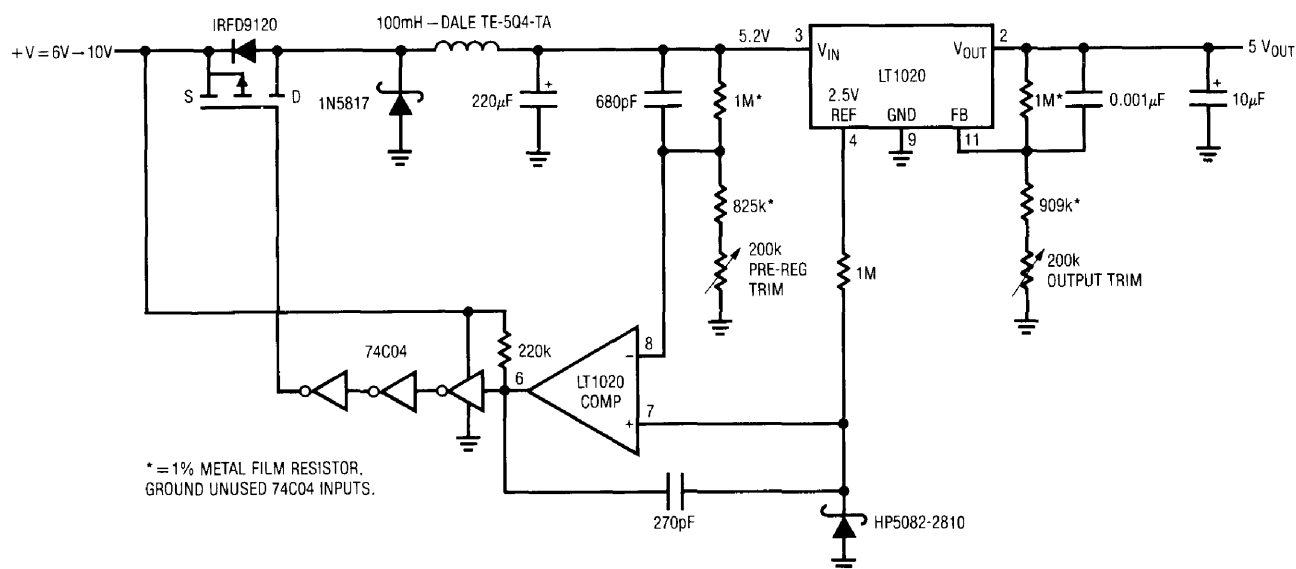 IRFD9120
100mH – DALE TE-5Q4-TA
+V = 6V → 10V
S
D
1N5817
220µF
+
680pF
5.2V
1M*
3
VIN
VOUT
2
LT1020
2.5V
REF
GND
FB
4
9
11
1M*
0.001µF
+
10µF
5 VOUT
825k*
909k*
200k
PRE-REG
TRIM
1M
200k
OUTPUT TRIM
74C04
220k
6
8
–
LT1020
COMP
7
+
* = 1% METAL FILM RESISTOR.
GROUND UNUSED 74C04 INPUTS.
270pF
HP5082-2810